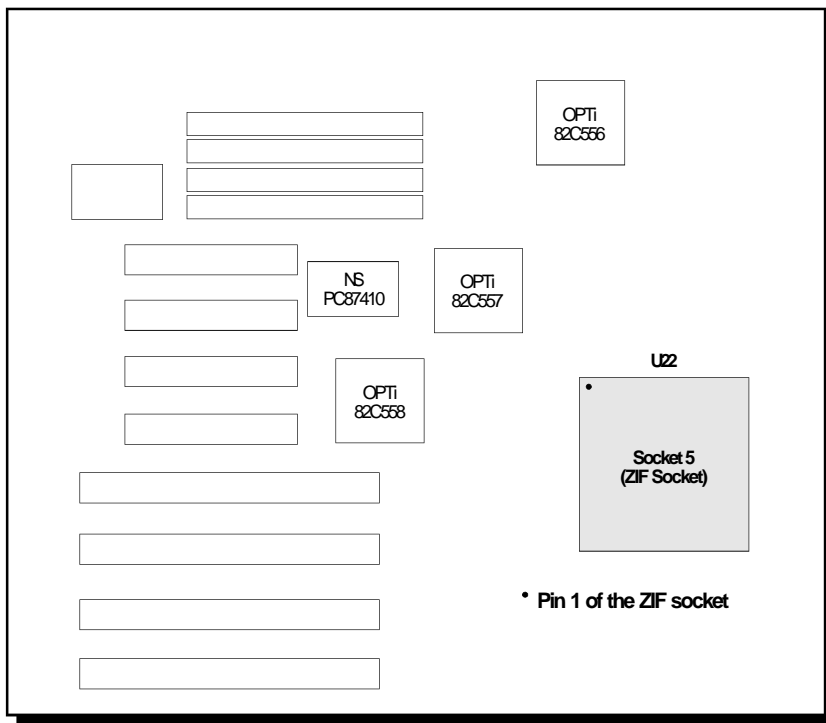 OPTi
82C556
NS
PC87410
OPTi
82C557
U22
OPTi
82C558
Socket 5
(ZIF Socket)
• Pin 1 of the ZIF socket